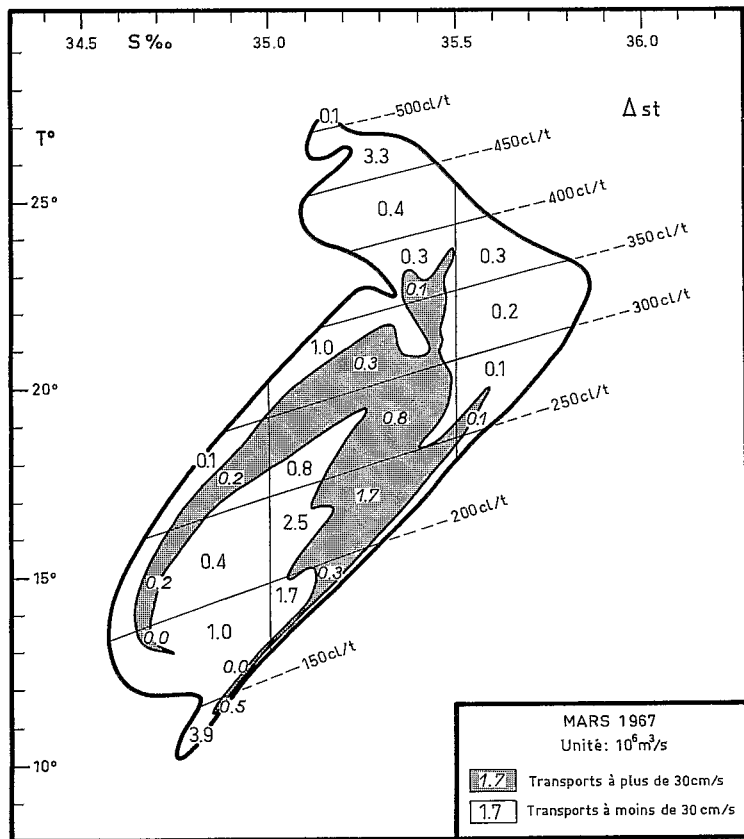 34.5 S‰ 35.0 35.5 36.0
Δst
T°
0.1 500cl/t
3.3 450cl/t
25° 0.4 400cl/t
0.3 0.3 350cl/t
0.1
0.2 300cl/t
1.0
20° 0.3 0.1
0.8 0.1 250cl/t
0.1 0.2 0.8
1.7
2.5 200cl/t
15° 0.2 0.4 0.3
1.7
0.0 1.0
0.0 150cl/t
0.5
3.9
10°
MARS 1967
Unité: 10⁶m³/s
1.7 Transports à plus de 30cm/s
1.7 Transports à moins de 30cm/s